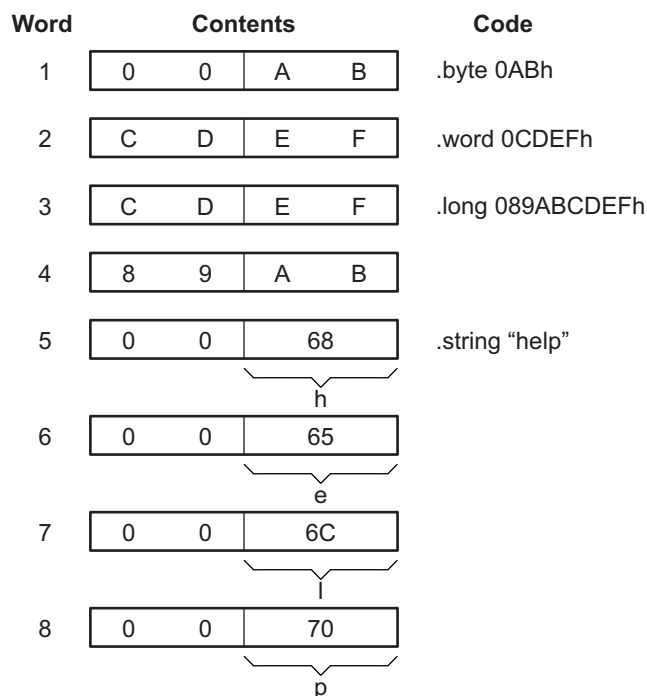 Word Contents Code
1 0 0 A B .byte 0ABh
2 C D E F .word 0CDEFh
3 C D E F .long 089ABCDEFh
4 8 9 A B
5 0 0 68 .string “help”
h
6 0 0 65
e
7 0 0 6C
l
8 0 0 70
p